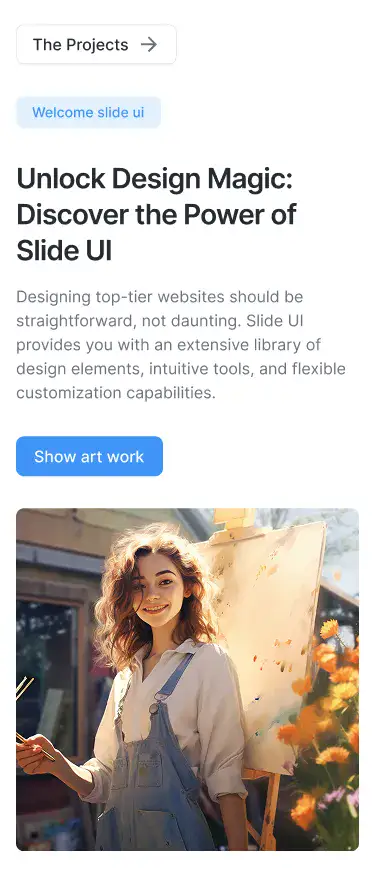 The Projects
Welcome slide ui
Unlock Design Magic:
Discover the Power of
Slide UI
Designing top-tier websites should be
straightforward, not daunting. Slide UI
provides you with an extensive library of
design elements, intuitive tools, and flexible
customization capabilities.
Show art work